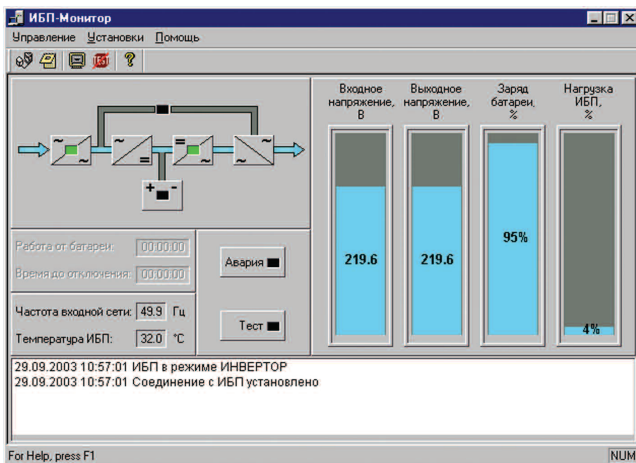 ИБП-Монитор
Управление Установки Помощь
Входное напряжение, В
Выходное напряжение, В
Заряд батареи, %
Нагрузка ИБП, %
~ ~
~ =
= ~
~ ~
+ -
219.6
219.6
95%
4%
Работа от батареи: 00:00:00
Время до отключения: 00:00:00
Авария
Частота входной сети: 49.9 Гц
Температура ИБП: 32.0 °C
Тест
29.09.2003 10:57:01 ИБП в режиме ИНВЕРТОР
29.09.2003 10:57:01 Соединение с ИБП установлено
For Help, press F1
NUM